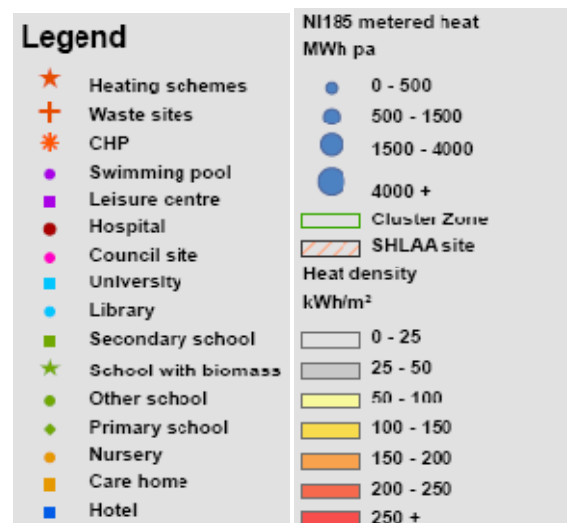 Legend
Heating schemes
Waste sites
CHP
Swimming pool
Leisure centre
Hospital
Council site
University
Library
Secondary school
School with biomass
Other school
Primary school
Nursery
Care home
Hotel
NI185 metered heat
MWh pa
0 - 500
500 - 1500
1500 - 4000
4000 +
Cluster Zone
SHLAA site
Heat density
kWh/m²
0 - 25
25 - 50
50 - 100
100 - 150
150 - 200
200 - 250
250 +